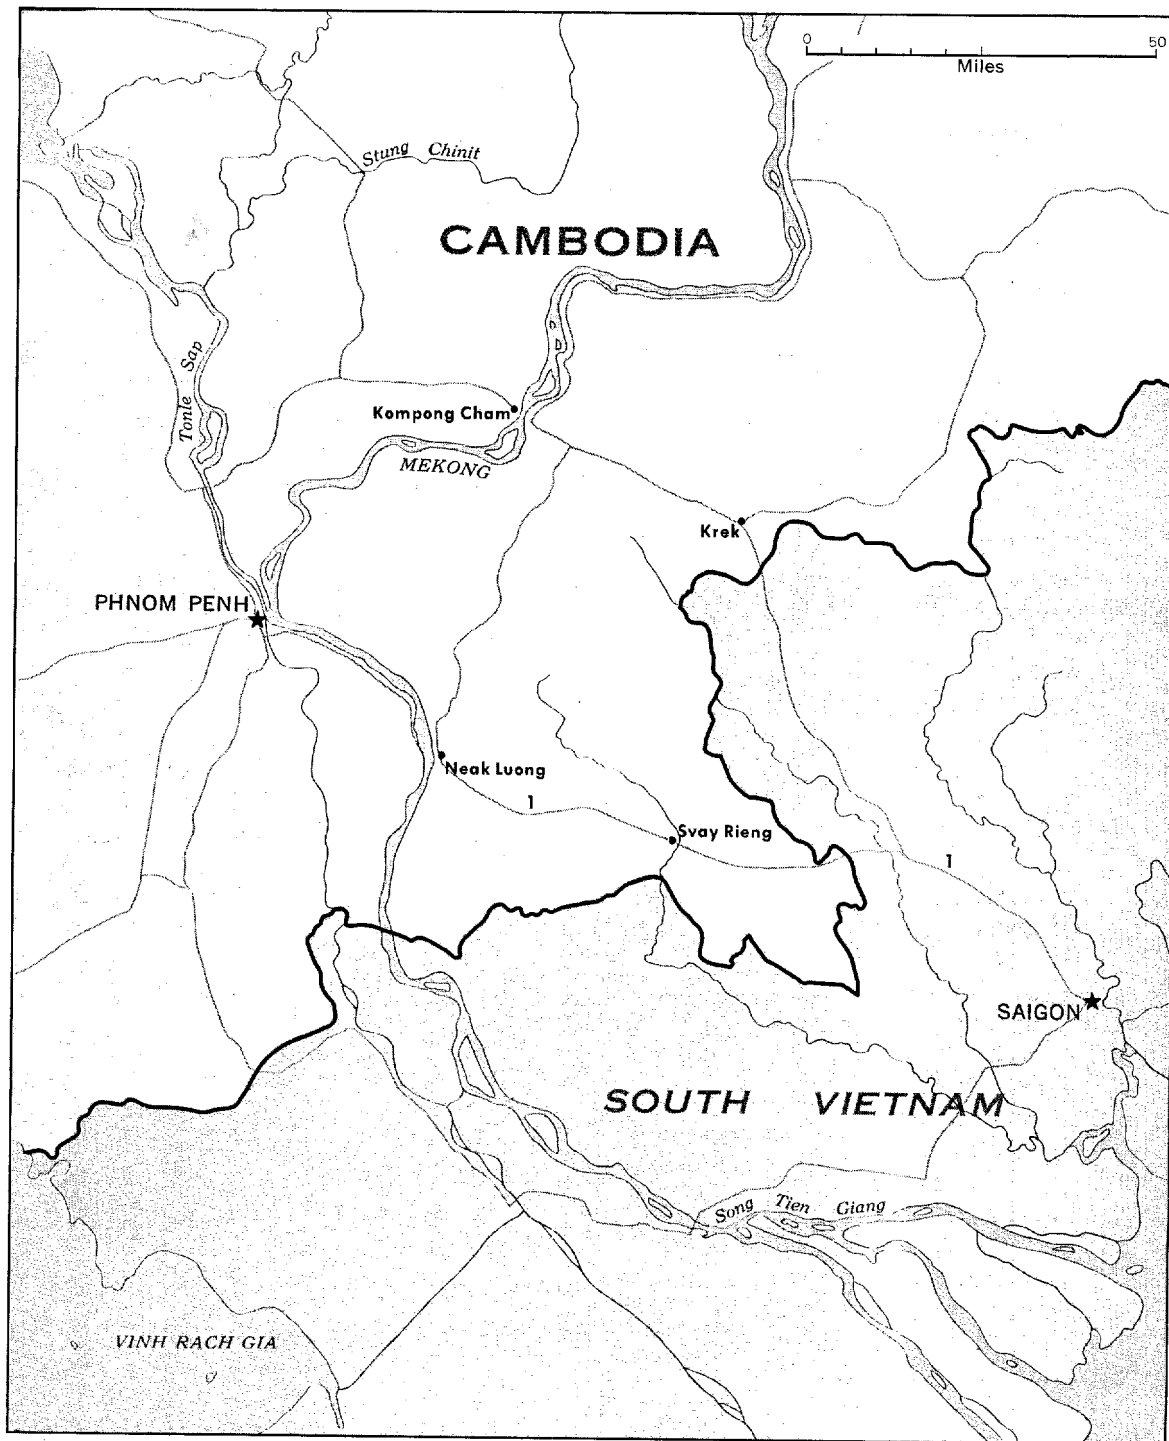 0 50
Miles
Stung Chinit
CAMBODIA
Tonle Sap
Kompong Cham
MEKONG
Krek
PHNOM PENH
Neak Luong
1
Svay Rieng
1
SAIGON
SOUTH VIETNAM
Song Tien Giang
VINH RACH GIA